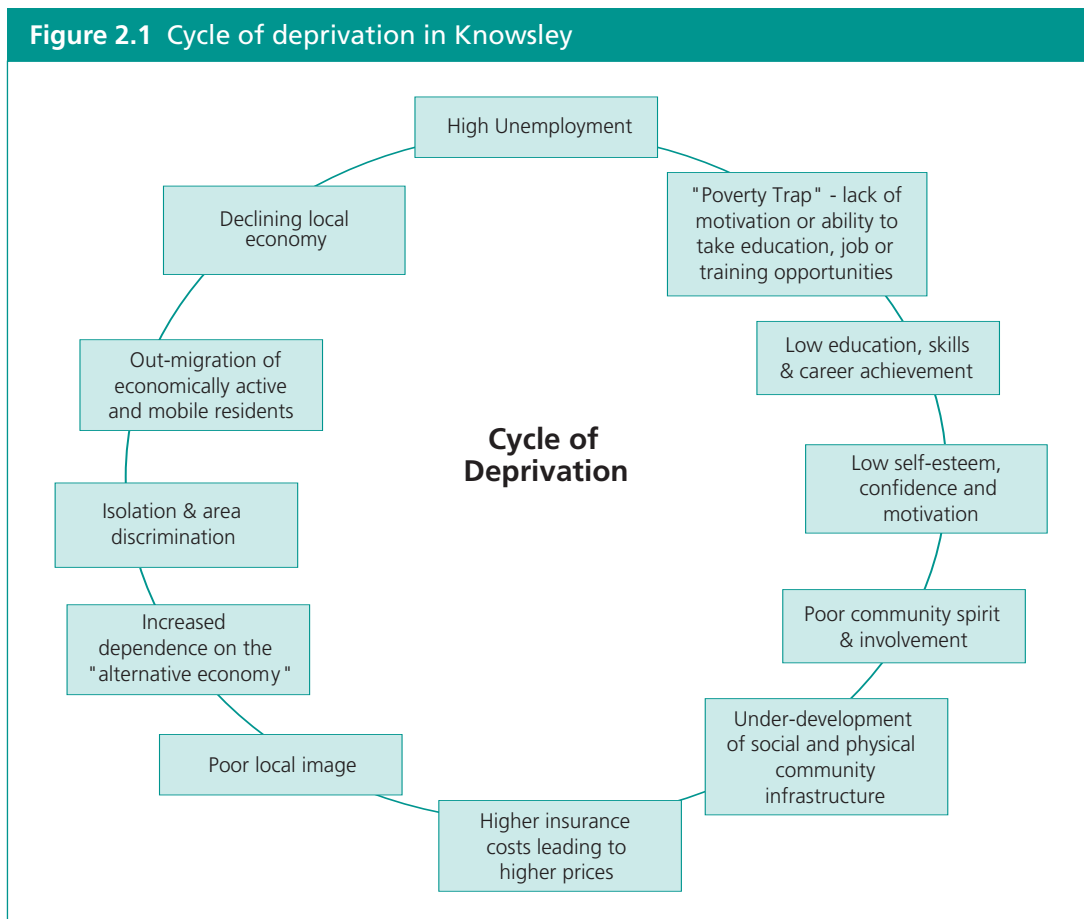 Figure 2.1 Cycle of deprivation in Knowsley
High Unemployment
"Poverty Trap" - lack of
motivation or ability to
take education, job or
training opportunities
Low education, skills
& career achievement
Low self-esteem,
confidence and
motivation
Poor community spirit
& involvement
Under-development
of social and physical
community
infrastructure
Higher insurance
costs leading to
higher prices
Poor local image
Increased
dependence on the
"alternative economy"
Isolation & area
discrimination
Out-migration of
economically active
and mobile residents
Declining local
economy
Cycle of
Deprivation